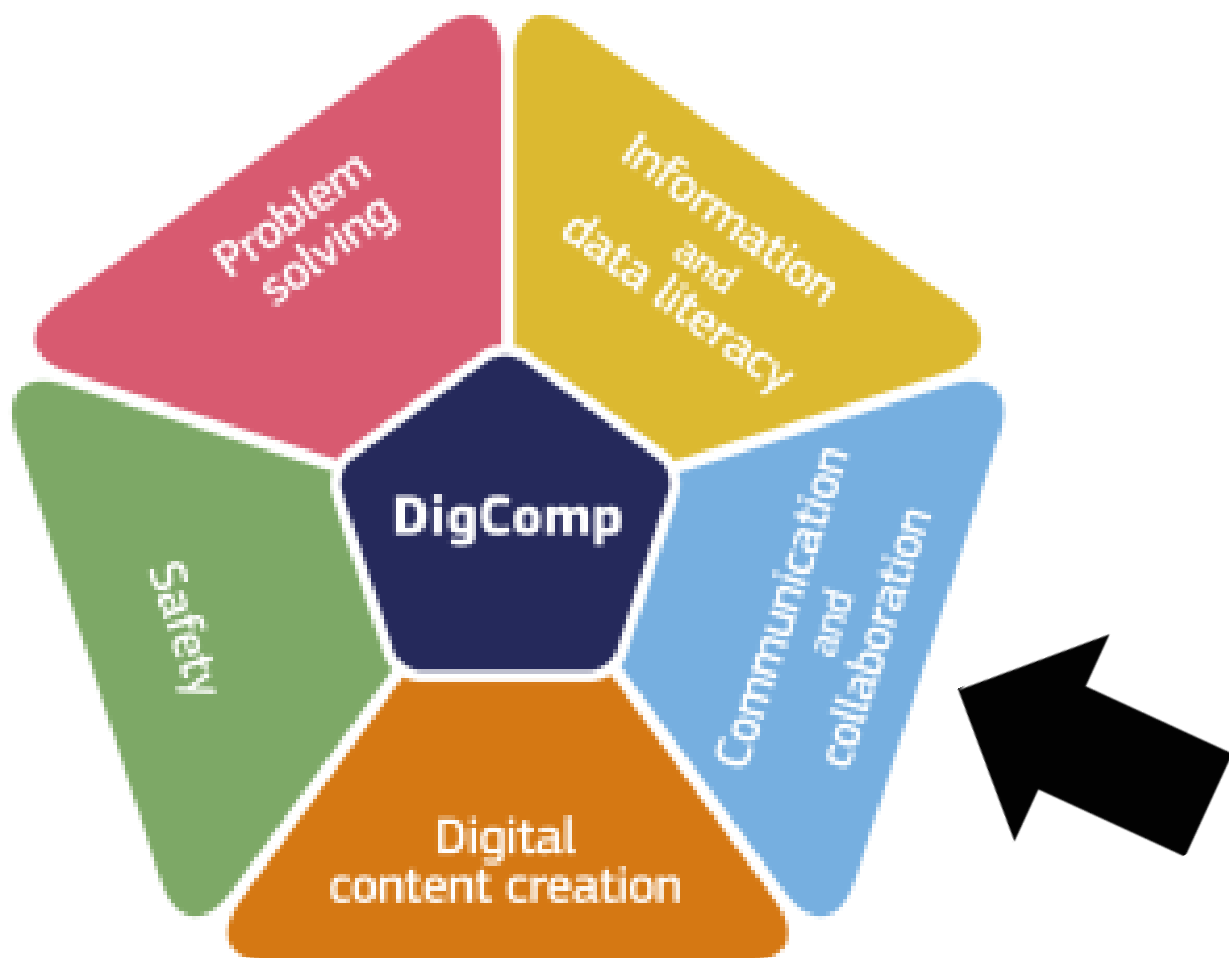 Problem
solving
Information
and
data literacy
DigComp
Communication
and
collaboration
Safety
Digital
content creation